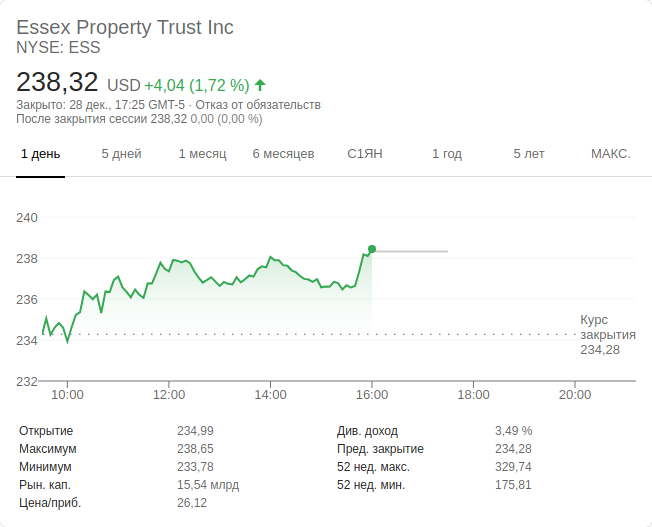 Essex Property Trust Inc
NYSE: ESS
238,32 USD +4,04 (1,72 %)
Закрыто: 28 дек., 17:25 GMT-5 · Отказ от обязательств
После закрытия сессии 238,32 0,00 (0,00 %)
1 день 5 дней 1 месяц 6 месяцев С1ЯН 1 год 5 лет МАКС.
240
238
236
234
232
Курс
закрытия
234,28
10:00 12:00 14:00 16:00 18:00 20:00
Открытие 234,99 Див. доход 3,49 %
Максимум 238,65 Пред. закрытие 234,28
Минимум 233,78 52 нед. макс. 329,74
Рын. кап. 15,54 млрд 52 нед. мин. 175,81
Цена/приб. 26,12